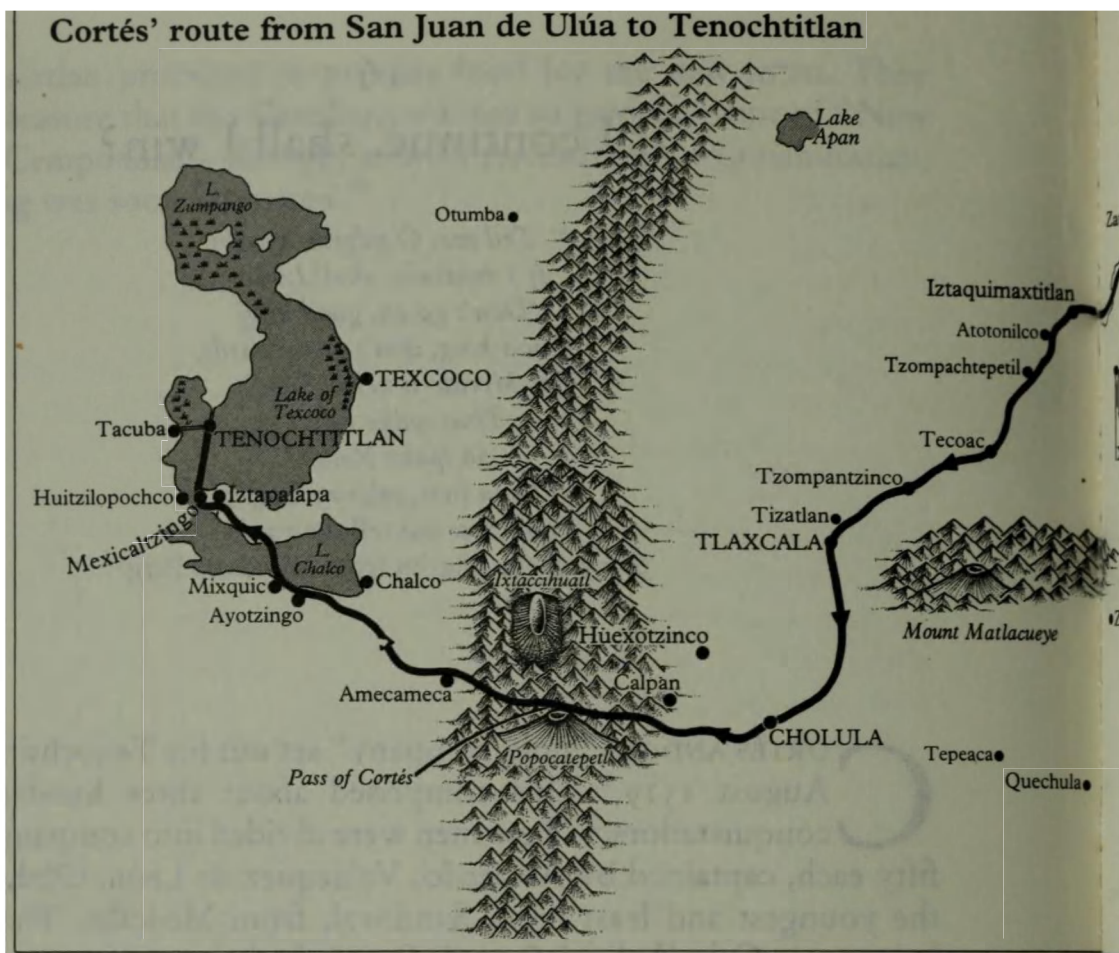 Cortés' route from San Juan de Ulúa to Tenochtitlan
Lake
Apan
L.
Zumpango
Otumba
Iztaquimaxtitlan
Atotonilco
Tzompachtepetil
TEXCOCO
Lake of
Texcoco
Tacuba
TENOCHTITLAN
Tecoac
Tzompantzinco
Huitzilopochco
Iztapalapa
Tizatlan
TLAXCALA
Mexicaltzingo
L.
Chalco
Chalco
Mixquic
Ayotzingo
Ixtaccihuatl
Mount Matlacueye
Huexotzinco
Calpan
Amecameca
CHOLULA
Popocatepetl
Pass of Cortés
Tepeaca
Quechula